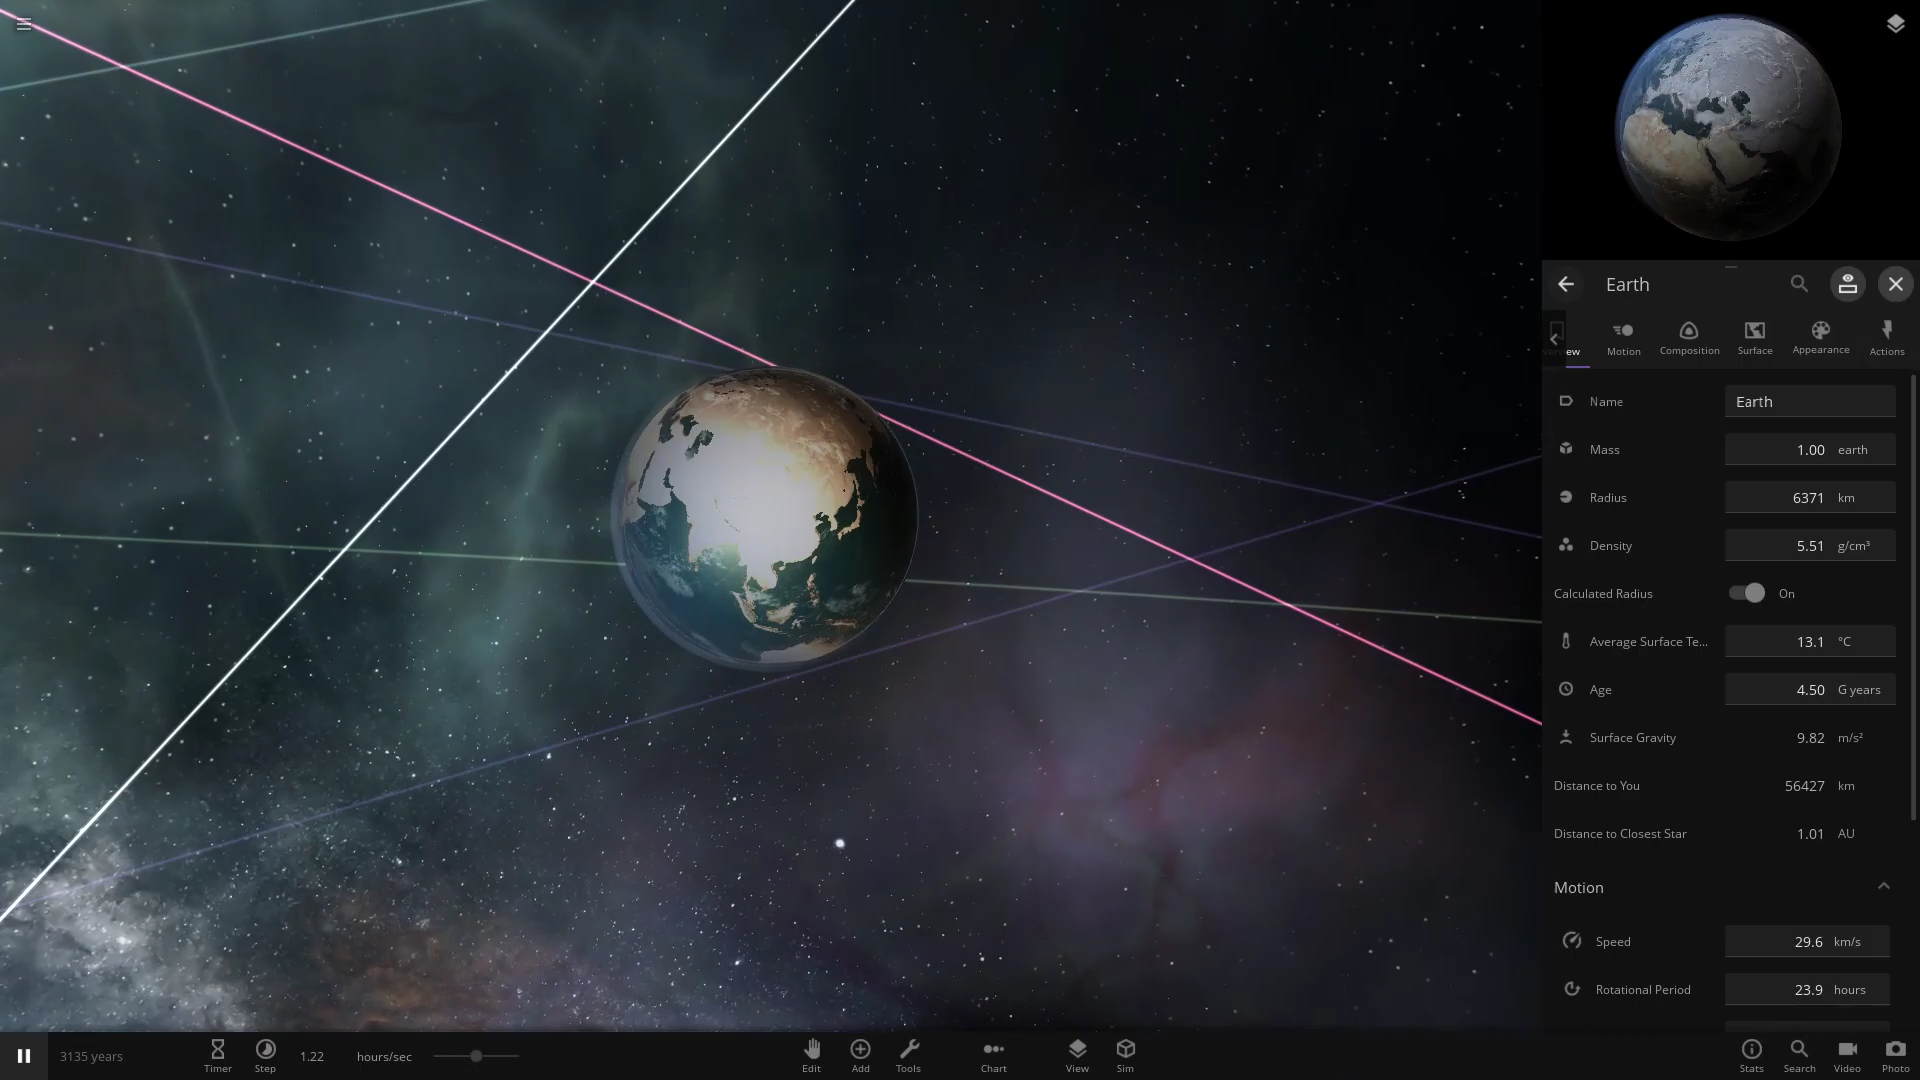 Earth
ew
Motion
Composition
Surface
Appearance
Actions
Name Earth
Mass 1.00 earth
Radius 6371 km
Density 5.51 g/cm³
Calculated Radius On
Average Surface Te... 13.1 °C
Age 4.50 G years
Surface Gravity 9.82 m/s²
Distance to You 56427 km
Distance to Closest Star 1.01 AU
Motion
Speed 29.6 km/s
Rotational Period 23.9 hours
3135 years
Timer
Step
1.22 hours/sec
Edit
Add
Tools
Chart
View
Sim
Stats
Search
Video
Photo